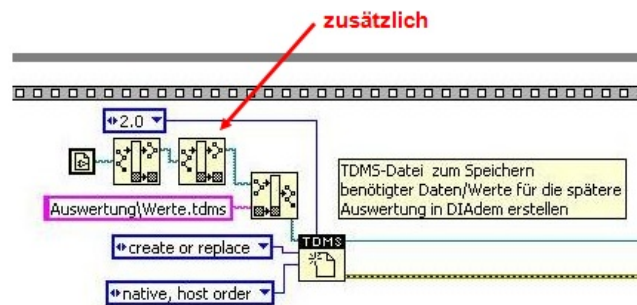 zusätzlich
2.0
Auswertung\Werte.tdms
TDMS-Datei zum Speichern
benötigter Daten/Werte für die spätere
Auswertung in DIAdem erstellen
create or replace
TDMS
native, host order